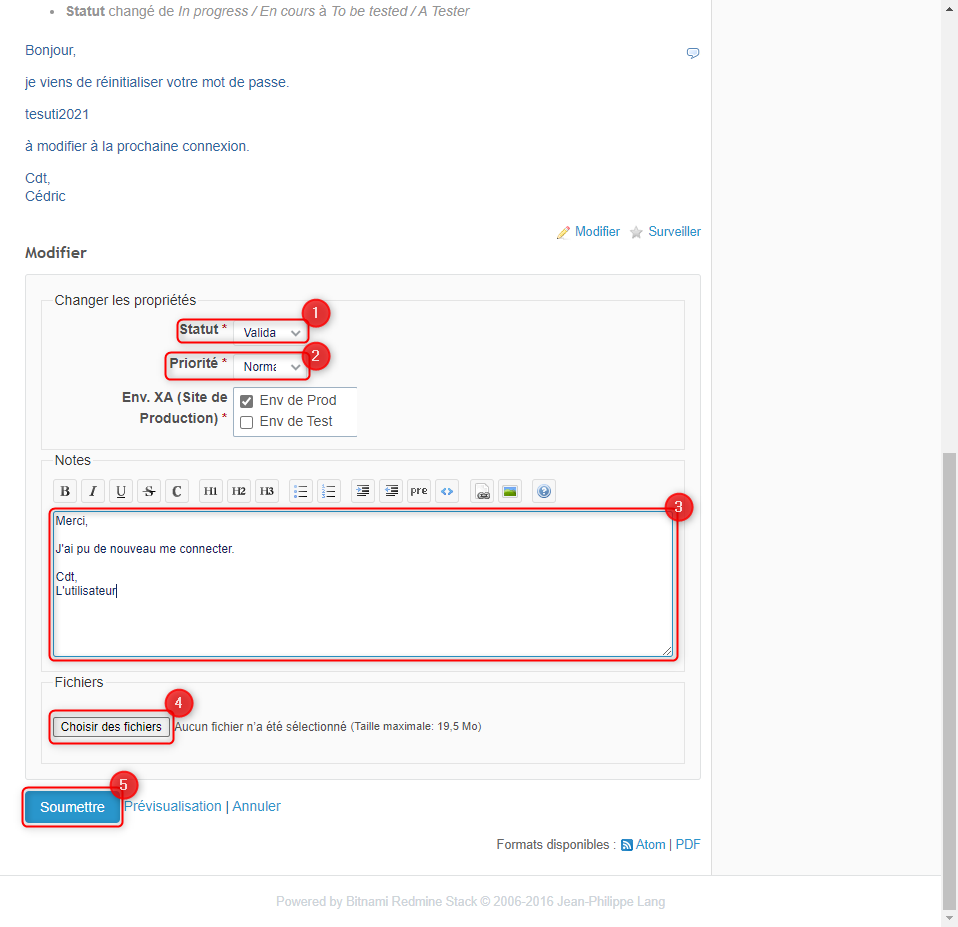 Statut changé de In progress / En cours à To be tested / A Tester
Bonjour,
je viens de réinitialiser votre mot de passe.
tesuti2021
à modifier à la prochaine connexion.
Cdt,
Cédric
Modifier Surveiller
Modifier
Changer les propriétés
1
Statut * Valida
2
Priorité * Norma
Env. XA (Site de Production) *
Env de Prod
Env de Test
Notes
B I U S C H1 H2 H3 pre <> ?
3
Merci,
J'ai pu de nouveau me connecter.
Cdt,
L'utilisateur
Fichiers
4
Choisir des fichiers Aucun fichier n'a été sélectionné (Taille maximale: 19,5 Mo)
5
Soumettre Prévisualisation | Annuler
Formats disponibles : Atom | PDF
Powered by Bitnami Redmine Stack © 2006-2016 Jean-Philippe Lang